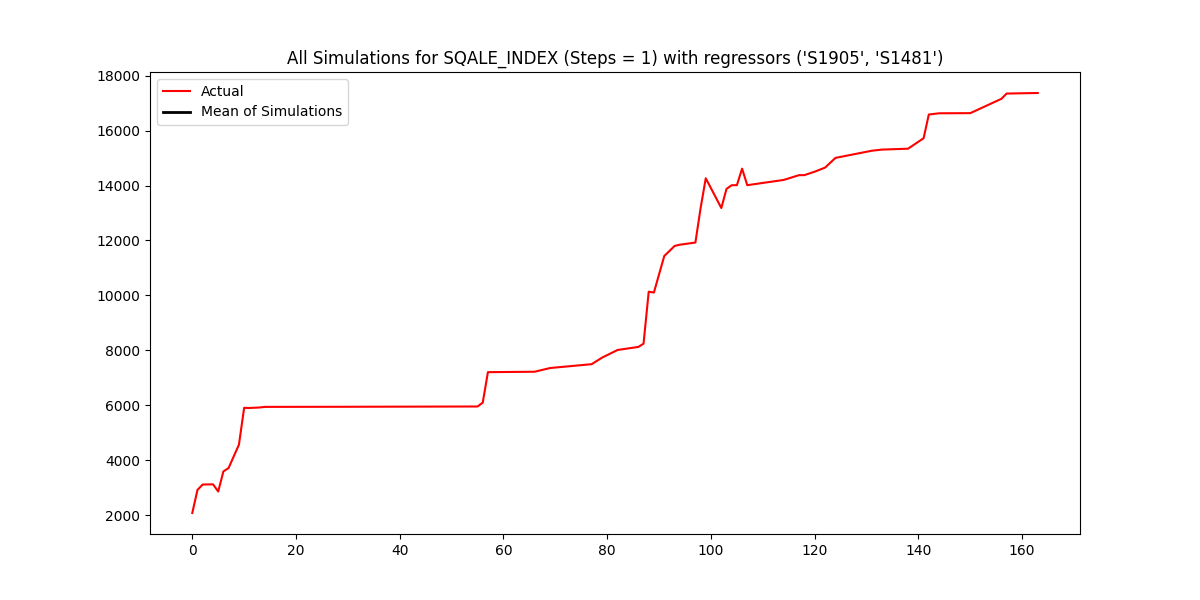 All Simulations for SQALE_INDEX (Steps = 1) with regressors ('S1905', 'S1481')
Actual
Mean of Simulations
18000
16000
14000
12000
10000
8000
6000
4000
2000
0 20 40 60 80 100 120 140 160